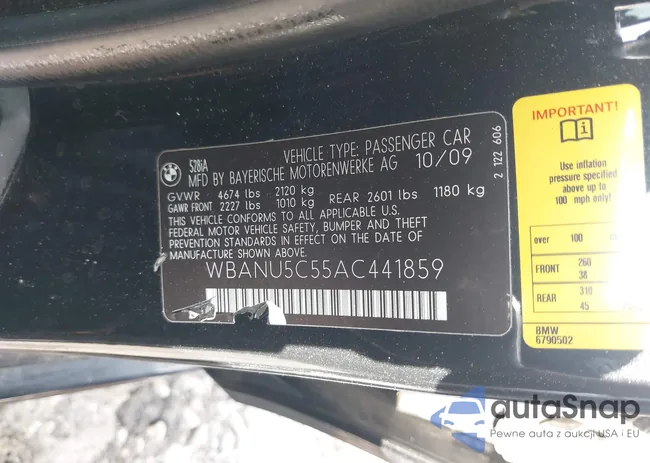 528iA
VEHICLE TYPE: PASSENGER CAR
MFD BY BAYERISCHE MOTORENWERKE AG 10/09
GVWR 4674 lbs 2120 kg
GAWR FRONT 2227 lbs 1010 kg REAR 2601 lbs 1180 kg
THIS VEHICLE CONFORMS TO ALL APPLICABLE U.S.
FEDERAL MOTOR VEHICLE SAFETY, BUMPER AND THEFT
PREVENTION STANDARDS IN EFFECT ON THE DATE OF
MANUFACTURE SHOWN ABOVE.
WBANU5C55AC441859
2 122 606
IMPORTANT!
Use inflation
pressure specified
above for up to
100 mph only!
over 100
FRONT 260
38
REAR 310
45
BMW
6790502
autoSnap
Pewne auta z aukcji USA i EU